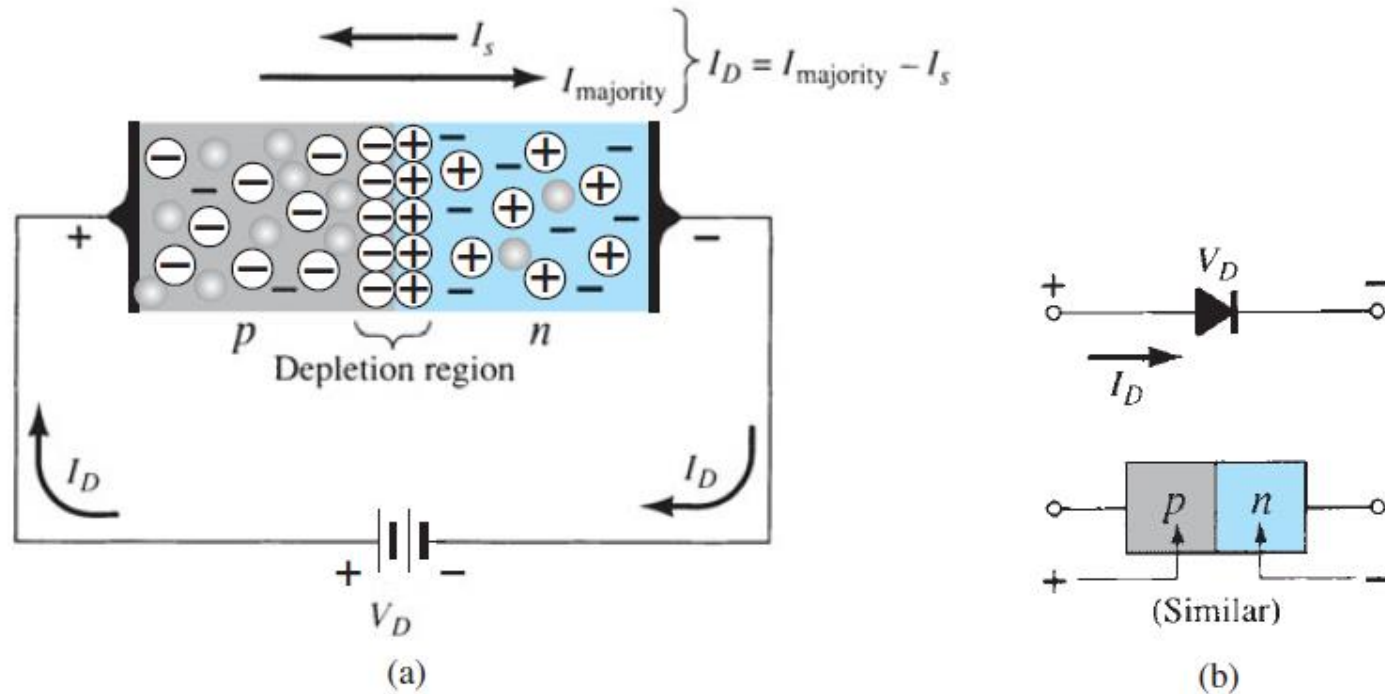 I_s
I_majority
I_D = I_majority − I_s
+
−
p
n
Depletion region
I_D
I_D
+ −
V_D
(a)
V_D
+
−
I_D
p
n
+
−
(Similar)
(b)